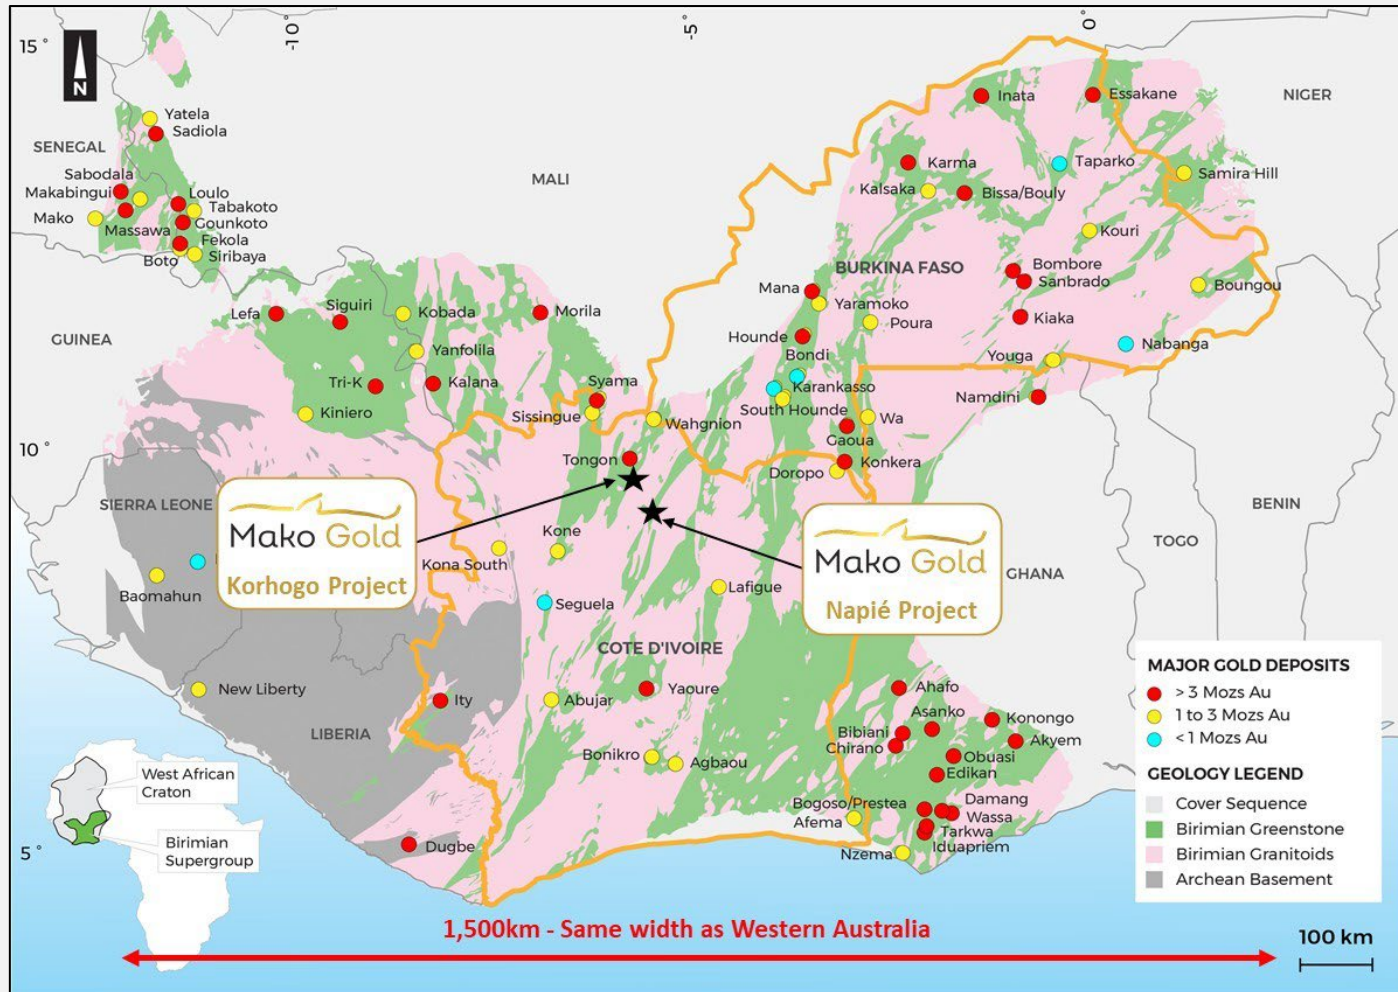 -10°
-5°
0°
15°
N
NIGER
Inata
Essakane
Yatela
Sadiola
SENEGAL
Sabodala
Makabingui
Loulo
Tabakoto
Mako
Massawa
Gounkoto
Fekola
Boto
Siribaya
MALI
Karma
Taparko
Samira Hill
Kalsaka
Bissa/Bouly
Kouri
BURKINA FASO
Bombore
Sanbrado
Boungou
Mana
Yaramoko
Kiaka
Poura
Hounde
Nabanga
Bondi
Youga
Karankasso
South Hounde
Namdini
Wa
Gaoua
Konkera
Doropo
GUINEA
Lefa
Siguiri
Kobada
Morila
Yanfolila
Tri-K
Kalana
Kiniero
Syama
Sissingue
Wahgnion
10°
Tongon
SIERRA LEONE
Mako Gold
Korhogo Project
Mako Gold
Napié Project
BENIN
TOGO
GHANA
Kone
Kona South
Baomahun
Seguela
Lafigue
COTE D'IVOIRE
New Liberty
Ity
Abujar
Yaoure
LIBERIA
Bonikro
Agbaou
Ahafo
Asanko
Konongo
Bibiani
Chirano
Akyem
Obuasi
Edikan
Bogoso/Prestea
Damang
Afema
Wassa
Tarkwa
Iduapriem
Nzema
Dugbe
5°
West African
Craton
Birimian
Supergroup
MAJOR GOLD DEPOSITS
> 3 Mozs Au
1 to 3 Mozs Au
< 1 Mozs Au
GEOLOGY LEGEND
Cover Sequence
Birimian Greenstone
Birimian Granitoids
Archean Basement
1,500km - Same width as Western Australia
100 km